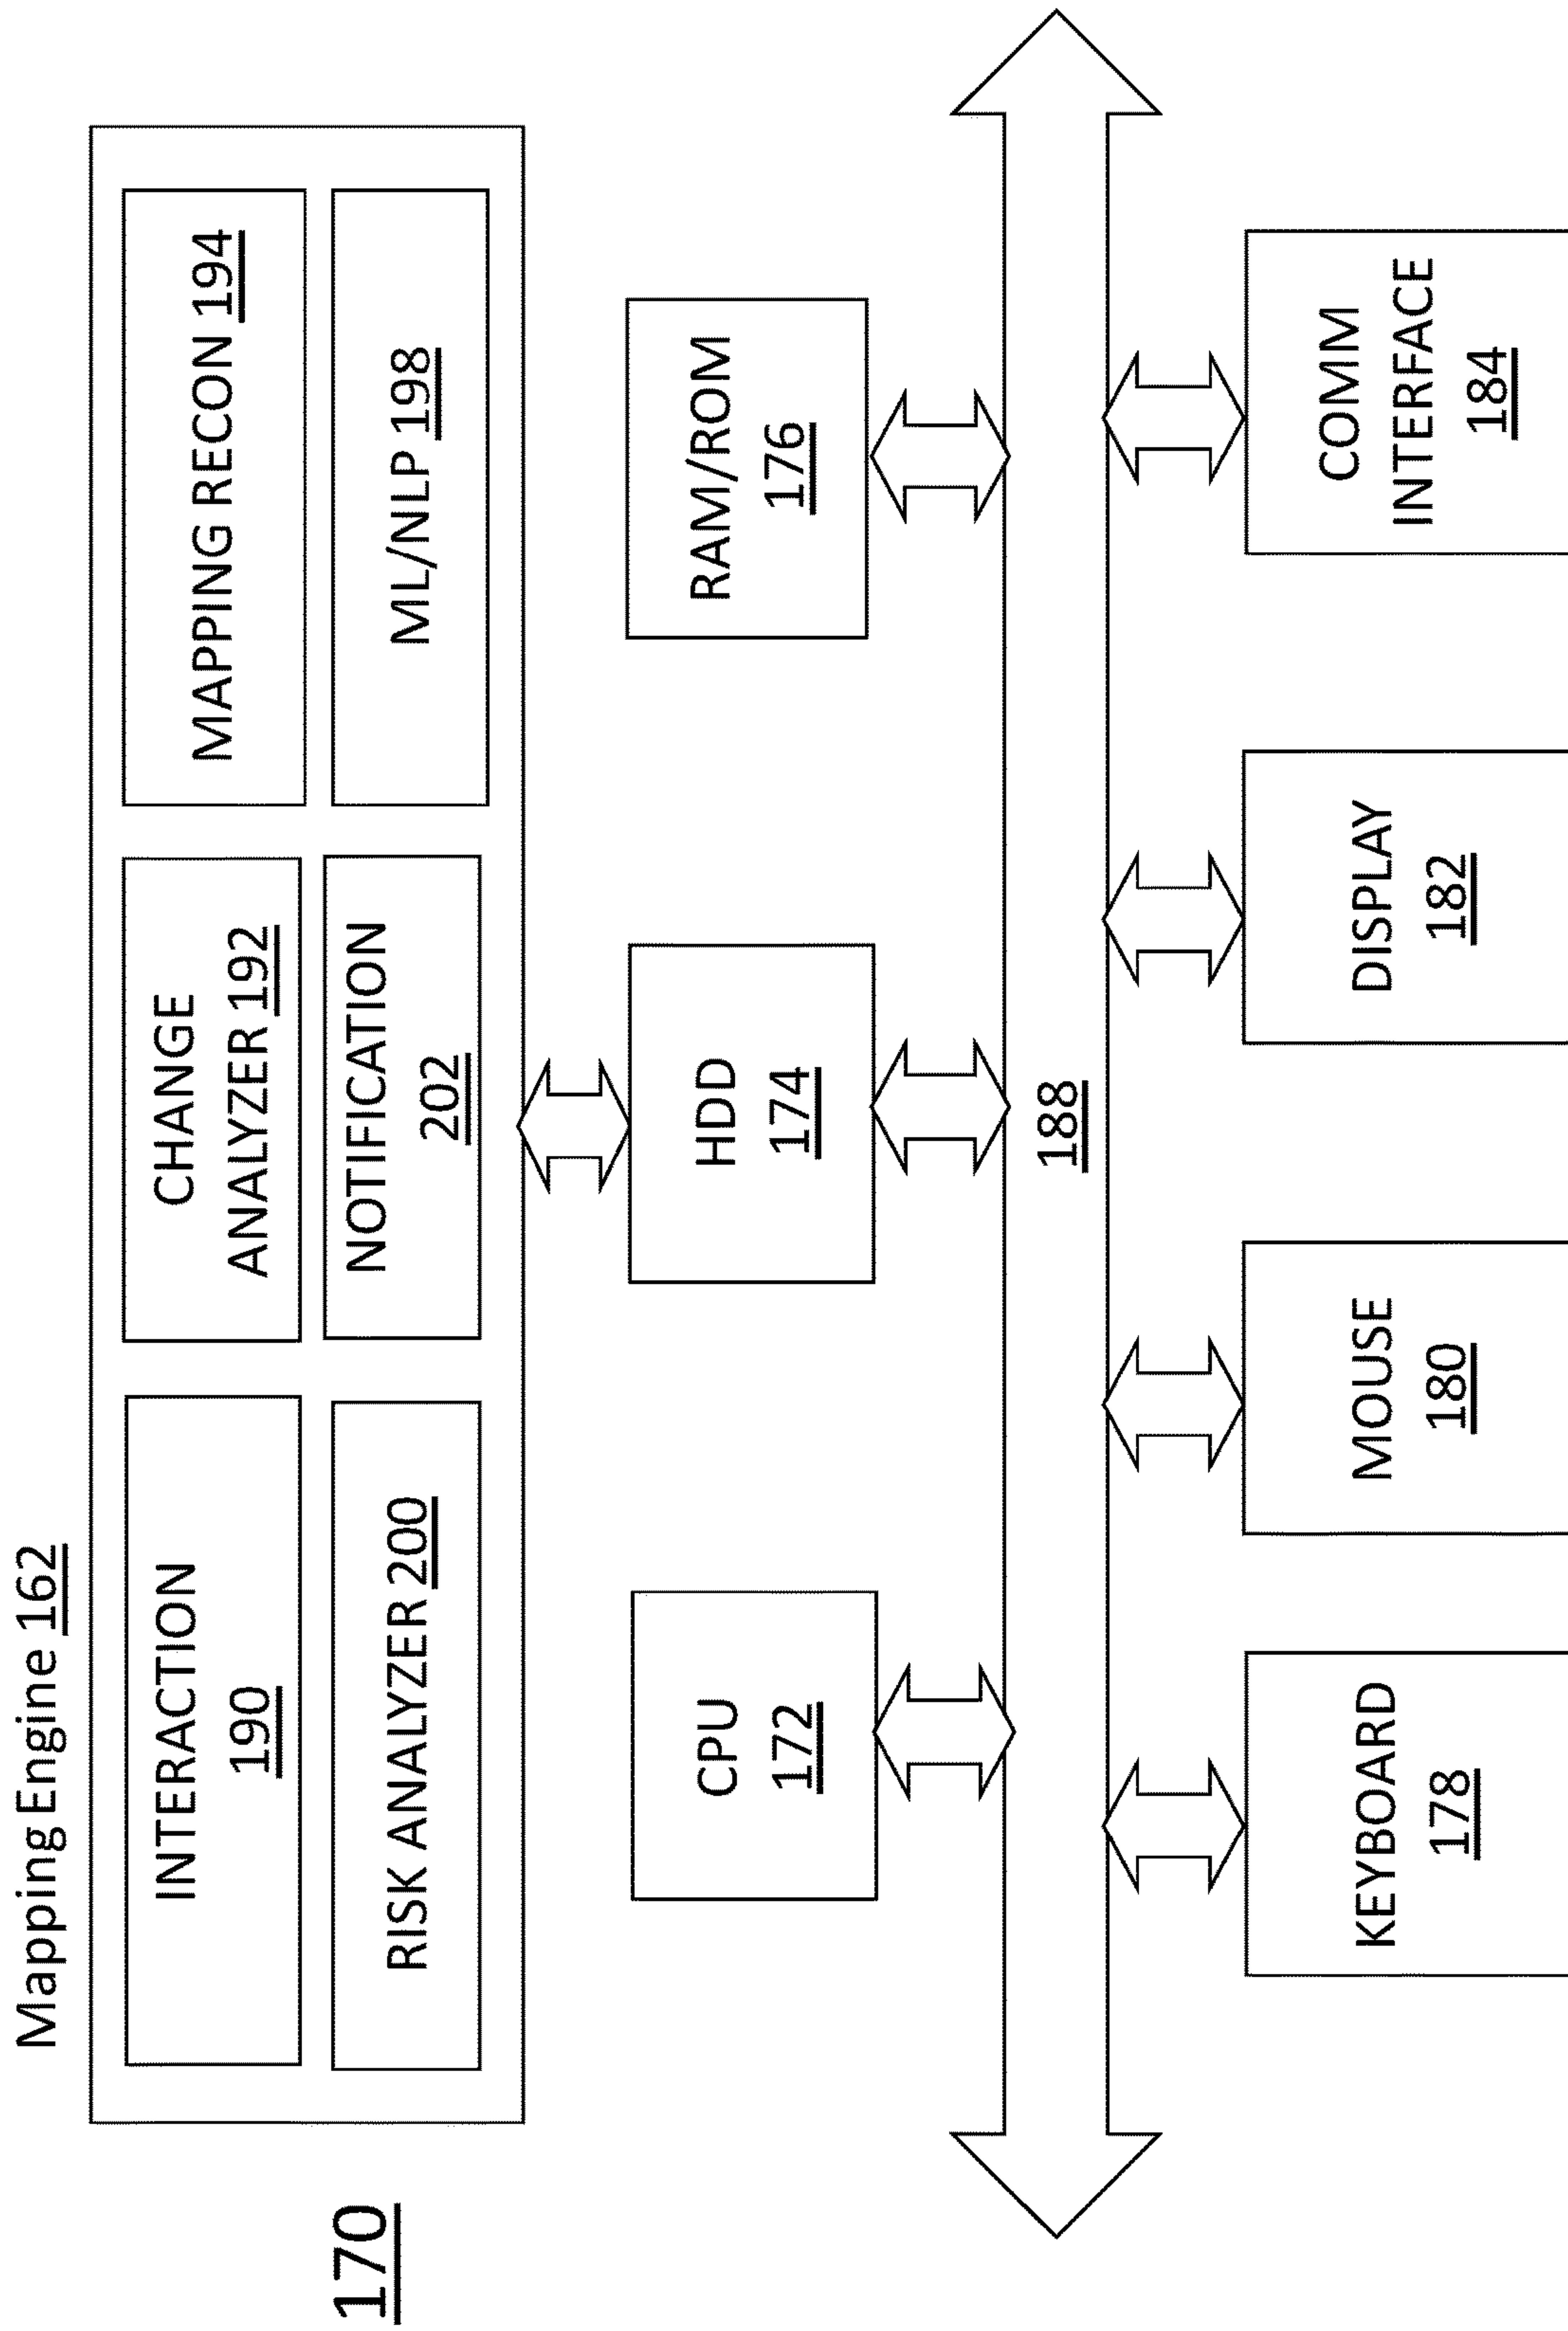 Mapping Engine 162
INTERACTION
190
CHANGE
ANALYZER 192
MAPPING RECON 194
RISK ANALYZER 200
NOTIFICATION
202
ML/NLP 198
170
CPU
172
HDD
174
RAM/ROM
176
188
KEYBOARD
178
MOUSE
180
DISPLAY
182
COMM
INTERFACE
184